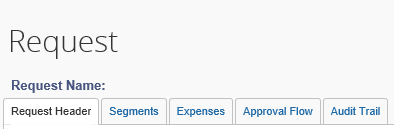 Request
Request Name:
Request Header Segments Expenses Approval Flow Audit Trail